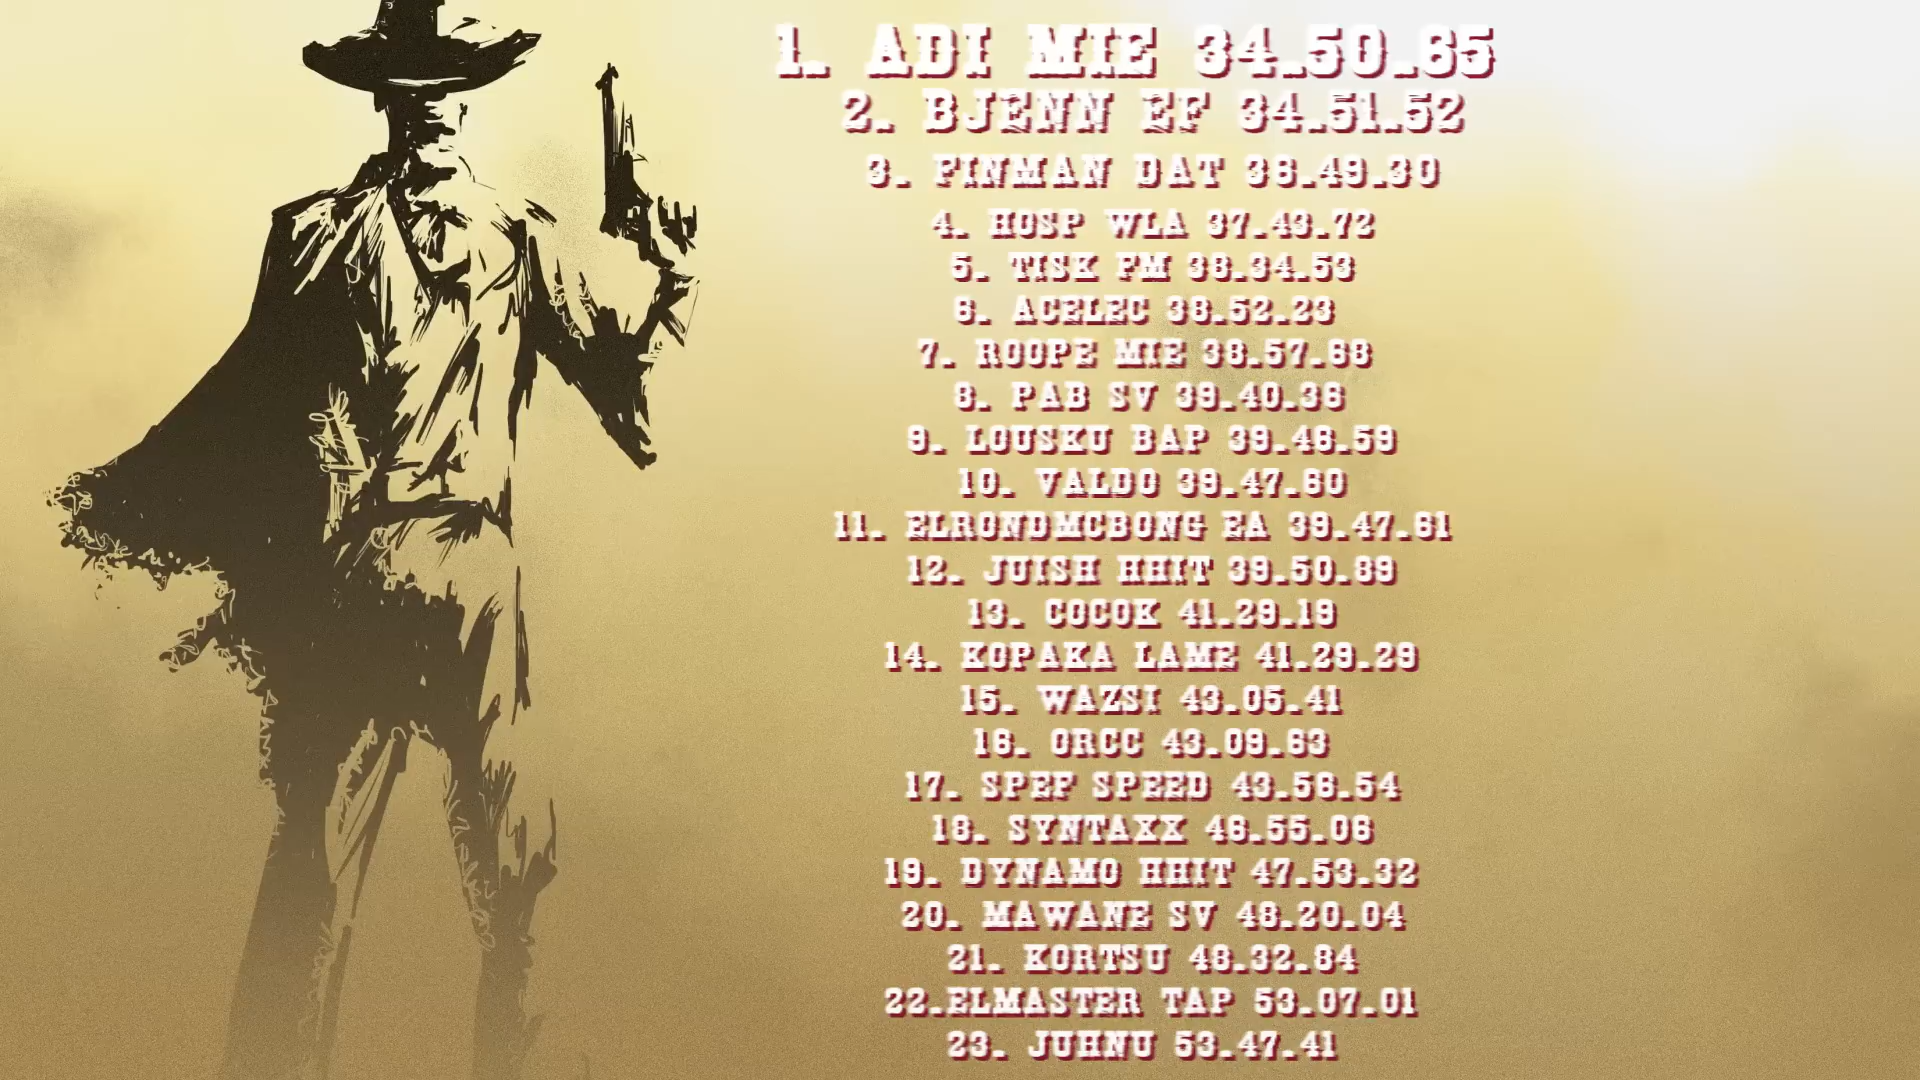 1. ADI MIE 34.50.65
2. BJENN EF 34.51.52
3. FINMAN DAT 36.49.30
4. HOSP WLA 37.43.72
5. TISK FM 38.34.53
6. ACELEC 38.52.23
7. ROOPE MIE 38.57.68
8. PAB SV 39.40.36
9. LOUSKU BAP 39.46.59
10. VALDO 39.47.60
11. ELRONDMCBONG EA 39.47.61
12. JUISH HHIT 39.50.89
13. COCOK 41.29.19
14. KOPAKA LAME 41.29.29
15. WAZSI 43.05.41
16. ORCC 43.09.63
17. SPEF SPEED 43.56.54
18. SYNTAXX 46.55.06
19. DYNAMO HHIT 47.53.32
20. MAWANE SV 48.20.04
21. KORTSU 48.32.84
22.ELMASTER TAP 53.07.01
23. JUHNU 53.47.41